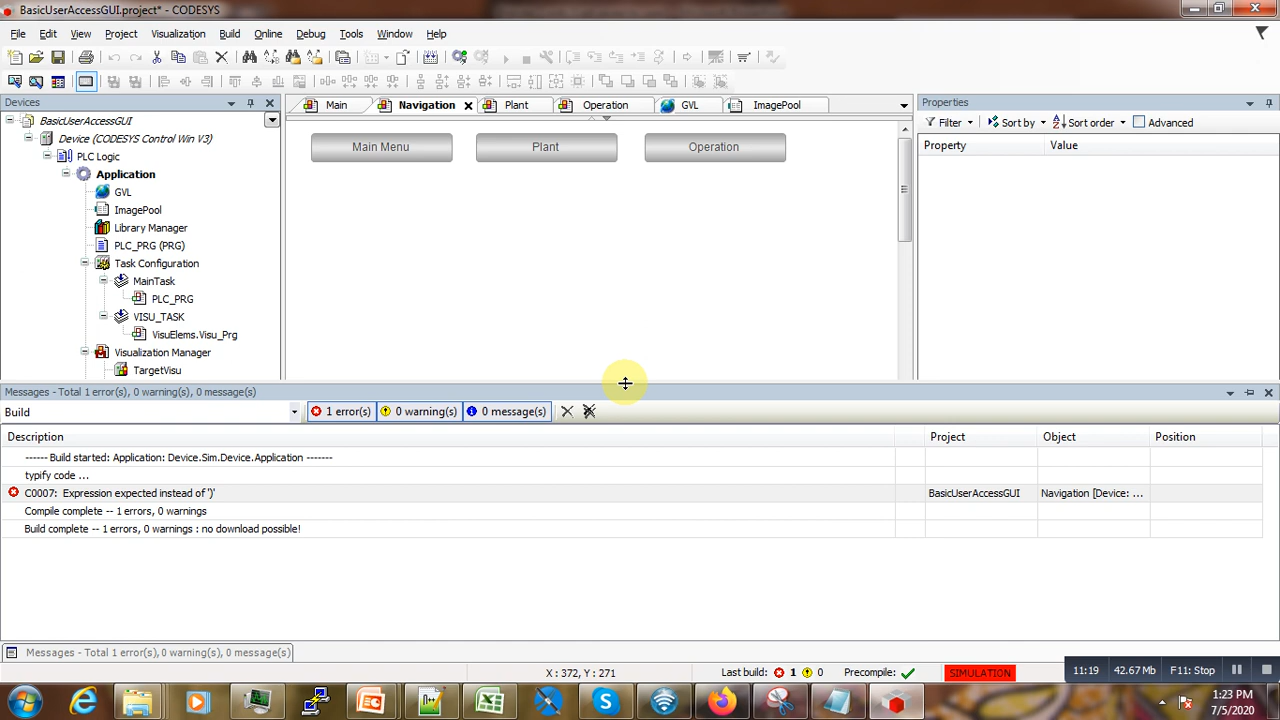 BasicUserAccessGUI.project* - CODESYS
File Edit View Project Visualization Build Online Debug Tools Window Help
Devices
BasicUserAccessGUI
Device (CODESYS Control Win V3)
PLC Logic
Application
GVL
ImagePool
Library Manager
PLC_PRG (PRG)
Task Configuration
MainTask
PLC_PRG
VISU_TASK
VisuElems.Visu_Prg
Visualization Manager
TargetVisu
Main Navigation Plant Operation GVL ImagePool
Main Menu Plant Operation
Properties
Filter Sort by Sort order Advanced
Property Value
Messages - Total 1 error(s), 0 warning(s), 0 message(s)
Build 1 error(s) 0 warning(s) 0 message(s)
Description Project Object Position
------ Build started: Application: Device.Sim.Device.Application -------
typify code ...
C0007: Expression expected instead of ')' BasicUserAccessGUI Navigation [Device: ...
Compile complete -- 1 errors, 0 warnings
Build complete -- 1 errors, 0 warnings : no download possible!
Messages - Total 1 error(s), 0 warning(s), 0 message(s)
X : 372, Y : 271 Last build: 1 0 Precompile: SIMULATION 11:19 42.67 Mb F11: Stop
1:23 PM
7/5/2020